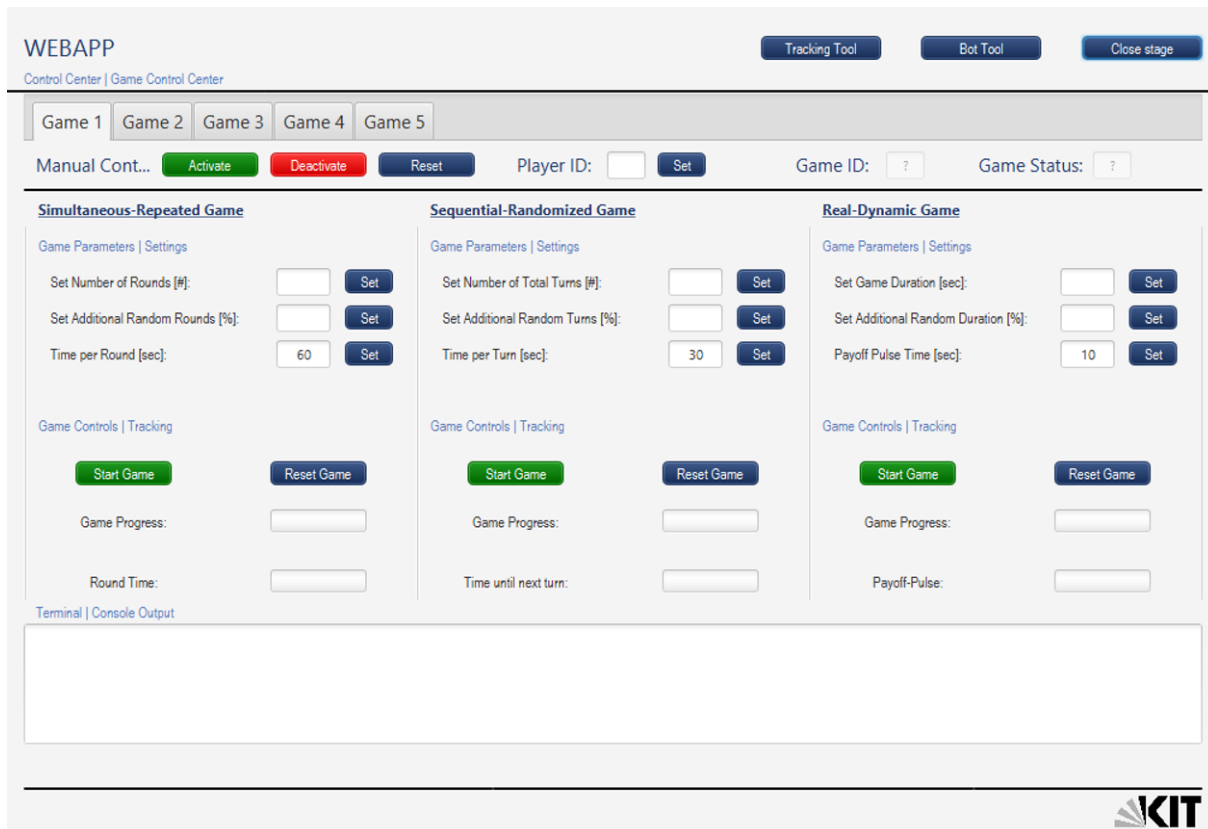 WEBAPP
Tracking Tool Bot Tool Close stage
Control Center | Game Control Center
Game 1 Game 2 Game 3 Game 4 Game 5
Manual Cont... Activate Deactivate Reset Player ID: Set Game ID: ? Game Status: ?
Simultaneous-Repeated Game Sequential-Randomized Game Real-Dynamic Game
Game Parameters | Settings Game Parameters | Settings Game Parameters | Settings
Set Number of Rounds [#]: Set Set Number of Total Turns [#]: Set Set Game Duration [sec]: Set
Set Additional Random Rounds [%]: Set Set Additional Random Turns [%]: Set Set Additional Random Duration [%]: Set
Time per Round [sec]: 60 Set Time per Turn [sec]: 30 Set Payoff Pulse Time [sec]: 10 Set
Game Controls | Tracking Game Controls | Tracking Game Controls | Tracking
Start Game Reset Game Start Game Reset Game Start Game Reset Game
Game Progress: Game Progress: Game Progress:
Round Time: Time until next turn: Payoff-Pulse:
Terminal | Console Output
KIT